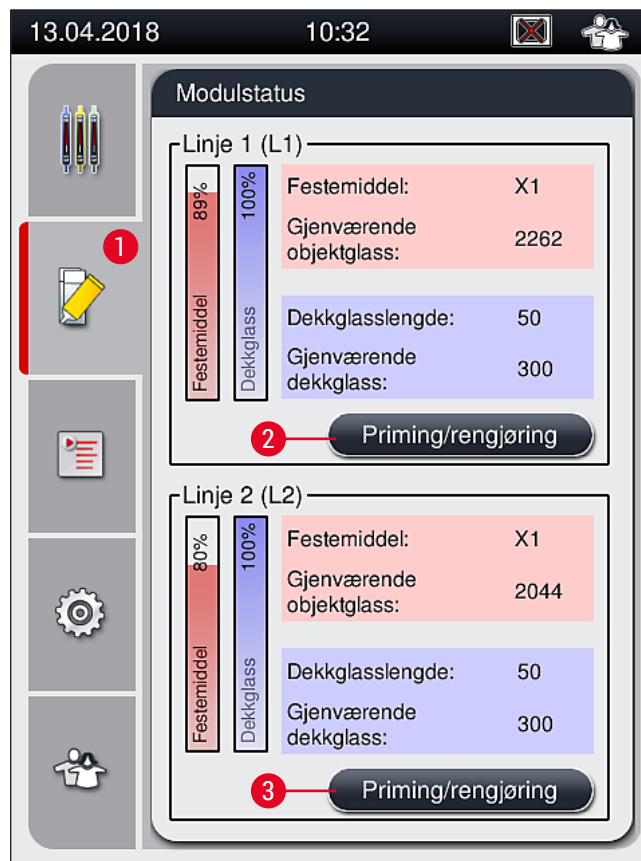 13.04.2018 10:32
Modulstatus
1
Linje 1 (L1)
89%
Festemiddel
100%
Dekkglass
Festemiddel: X1
Gjenværende
objektglass: 2262
Dekkglasslengde: 50
Gjenværende
dekkglass: 300
2
Priming/rengjøring
Linje 2 (L2)
80%
Festemiddel
100%
Dekkglass
Festemiddel: X1
Gjenværende
objektglass: 2044
Dekkglasslengde: 50
Gjenværende
dekkglass: 300
3
Priming/rengjøring